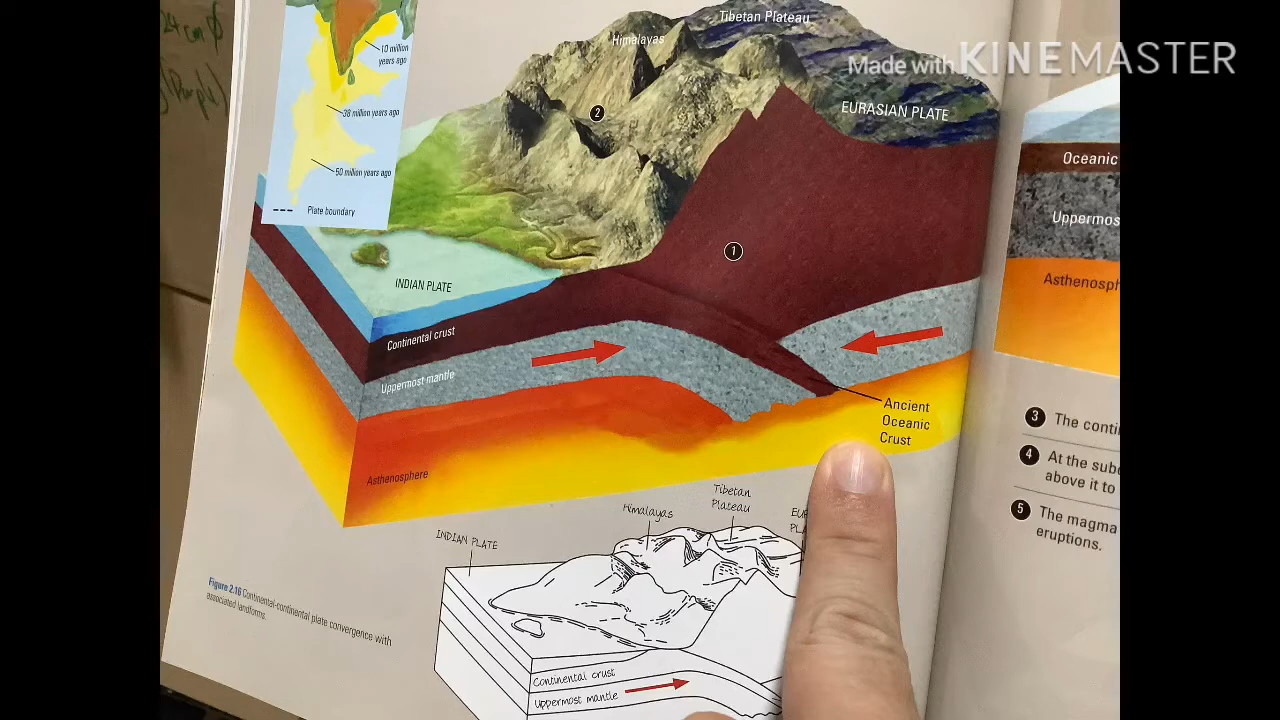 24 cm
10 million
years ago
38 million years ago
50 million years ago
Plate boundary
Tibetan Plateau
Himalayas
Made with KINEMASTER
2
EURASIAN PLATE
1
INDIAN PLATE
Continental crust
Uppermost mantle
Asthenosphere
Ancient
Oceanic
Crust
Figure 2.16 Continental-continental plate convergence with
associated landforms.
INDIAN PLATE
Himalayas
Tibetan
Plateau
Continental crust
Uppermost mantle
Oceanic
Uppermos
Asthenosph
3 The conti
4 At the sub
above it to
5 The magma
eruptions.